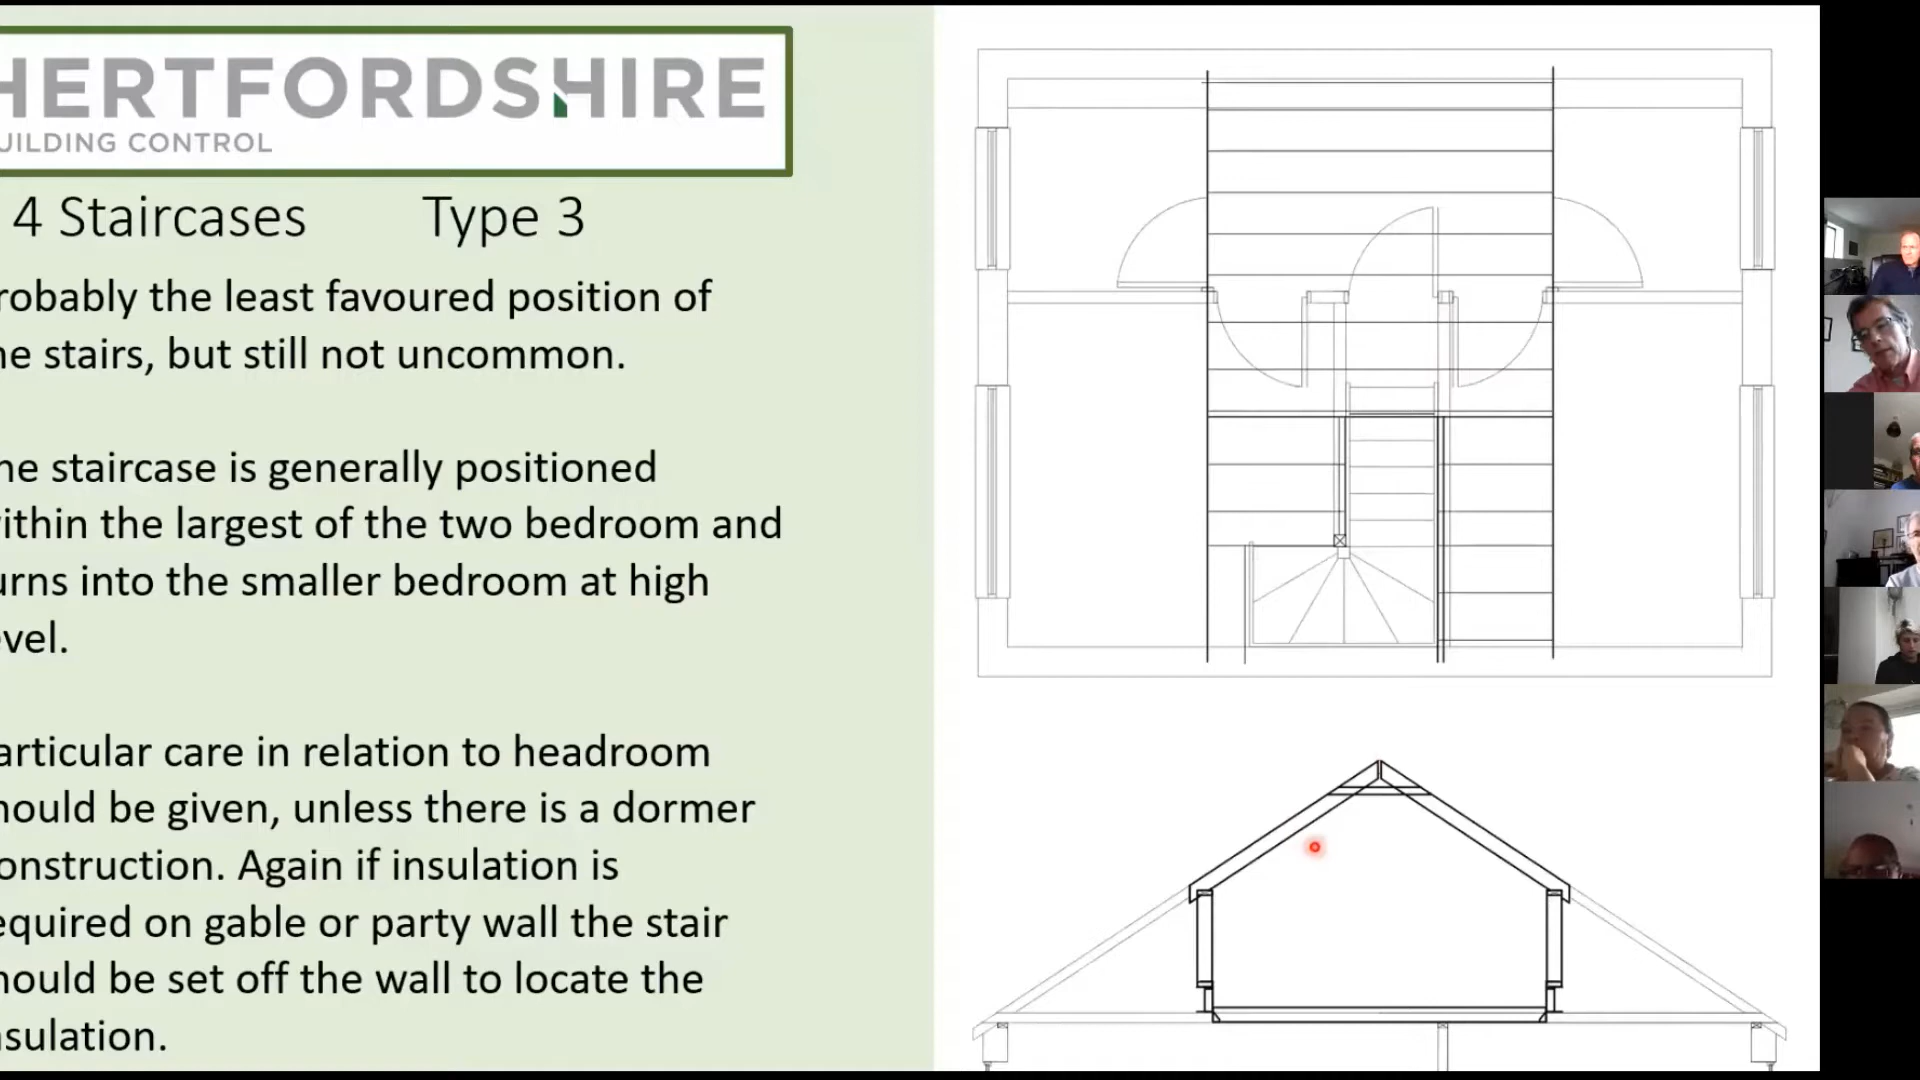 HERTFORDSHIRE
UILDING CONTROL
4 Staircases Type 3
robably the least favoured position of
he stairs, but still not uncommon.
he staircase is generally positioned
ithin the largest of the two bedroom and
urns into the smaller bedroom at high
evel.
articular care in relation to headroom
hould be given, unless there is a dormer
onstruction. Again if insulation is
equired on gable or party wall the stair
hould be set off the wall to locate the
nsulation.